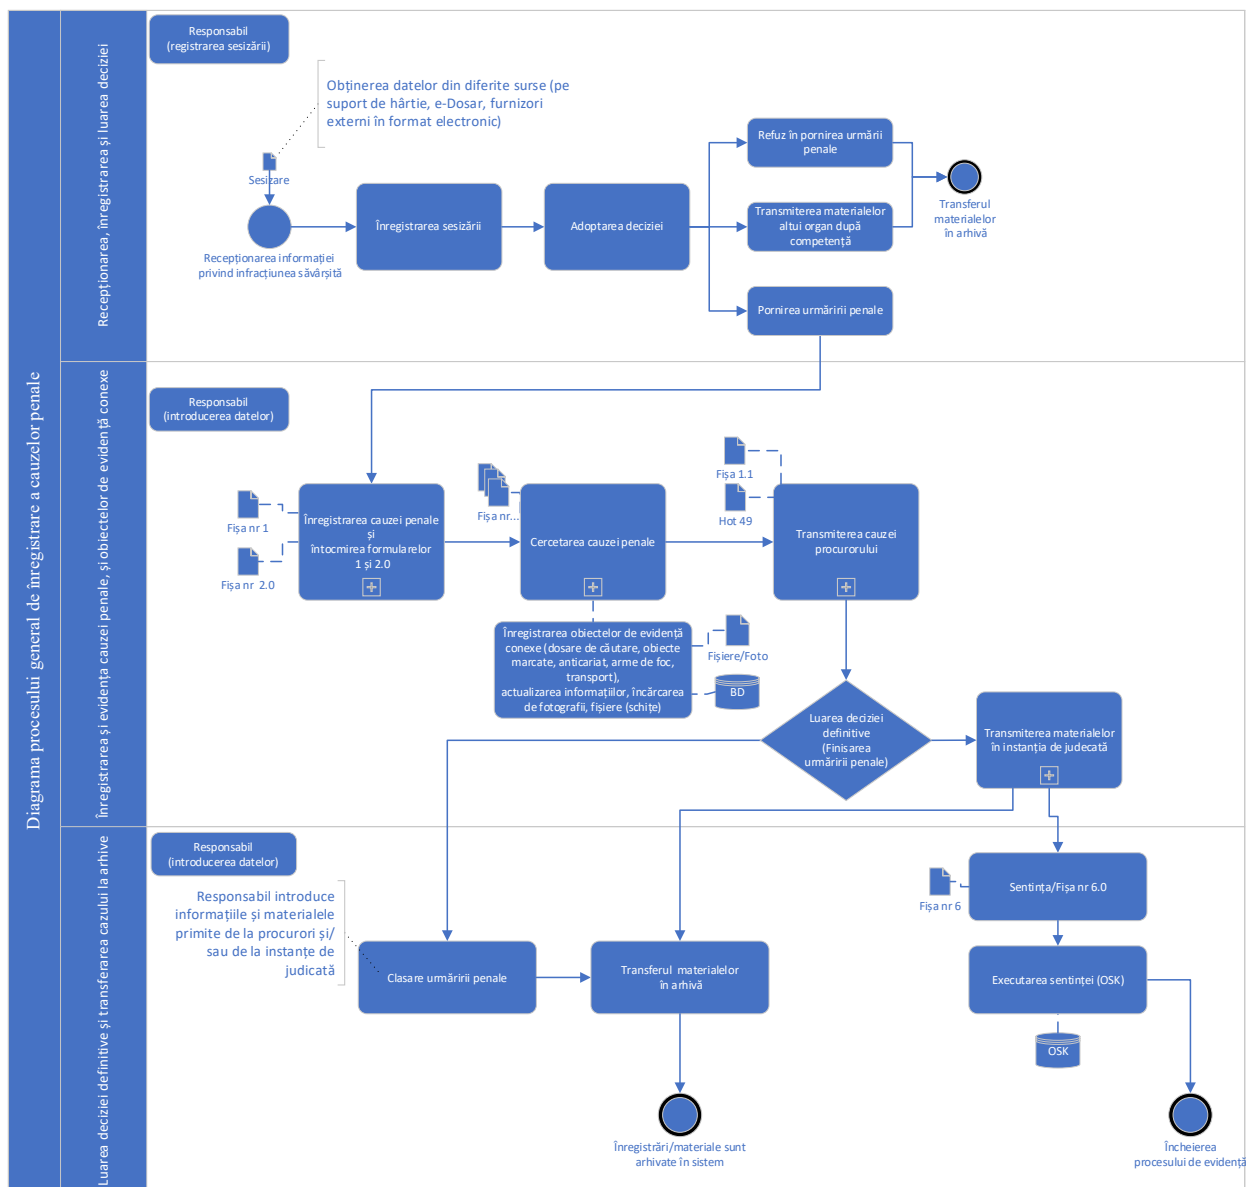 Diagrama procesului general de înregistrare a cauzelor penale
Recepționarea, înregistrarea și luarea deciziei
Responsabil
(registrarea sesizării)
Obținerea datelor din diferite surse (pe
suport de hârtie, e-Dosar, furnizori
externi în format electronic)
Sesizare
Recepționarea informației
privind infracțiunea săvârșită
Înregistrarea sesizării
Adoptarea deciziei
Refuz în pornirea urmării
penale
Transmiterea materialelor
altui organ după
competență
Pornirea urmăririi penale
Transferul
materialelor
în arhivă
Înregistrarea și evidența cauzei penale, și obiectelor de evidență conexe
Responsabil
(introducerea datelor)
Fișa nr 1
Fișa nr  2.0
Înregistrarea cauzei penale
și
întocmirea formularelor
1 și 2.0
Fișa nr...
Cercetarea cauzei penale
Fișa 1.1
Hot 49
Transmiterea cauzei
procurorului
Înregistrarea obiectelor de evidență
conexe (dosare de căutare, obiecte
marcate, anticariat, arme de foc,
transport),
actualizarea informațiilor, încărcarea
de fotografii, fișiere (schițe)
Fișiere/Foto
BD
Luarea deciziei
definitive
(Finisarea
urmăririi penale)
Transmiterea materialelor
în instanția de judecată
Luarea deciziei definitive și transferarea cazului la arhive
Responsabil
(introducerea datelor)
Responsabil introduce
informațiile și materialele
primite de la procurori și/
sau de la instanțe de
judicată
Clasare urmăririi penale
Transferul  materialelor
în arhivă
Fișa nr 6
Sentința/Fișa nr 6.0
Executarea sentinței (OSK)
OSK
Înregistrări/materiale sunt
arhivate în sistem
Încheierea
procesului de evidență